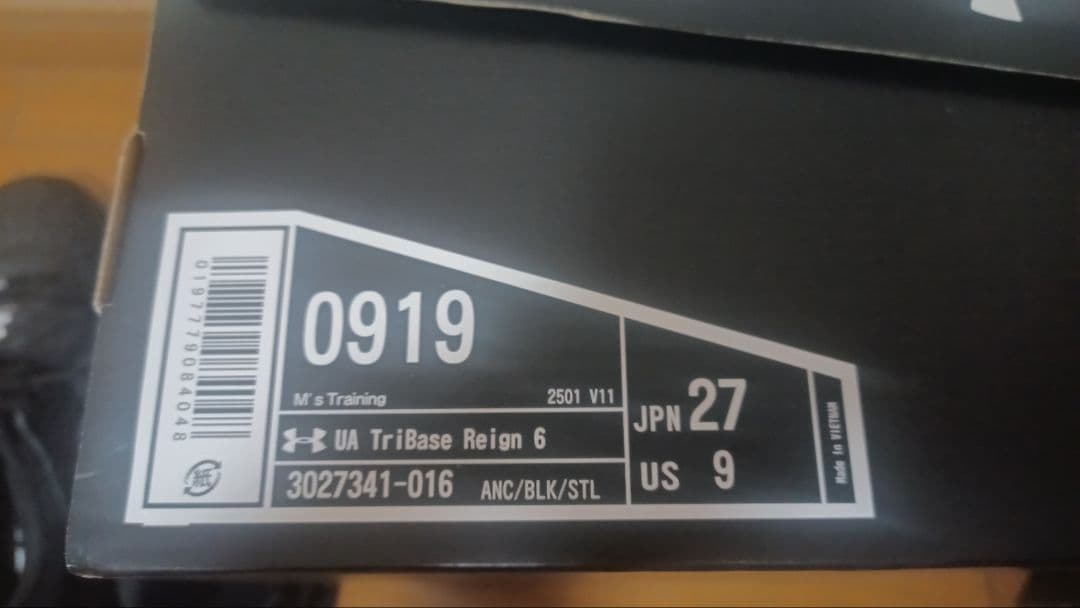 0197779084048
紙
0919
M's Training
2501 V11
UA TriBase Reign 6
3027341-016 ANC/BLK/STL
JPN 27
US 9
Made in VIETNAM